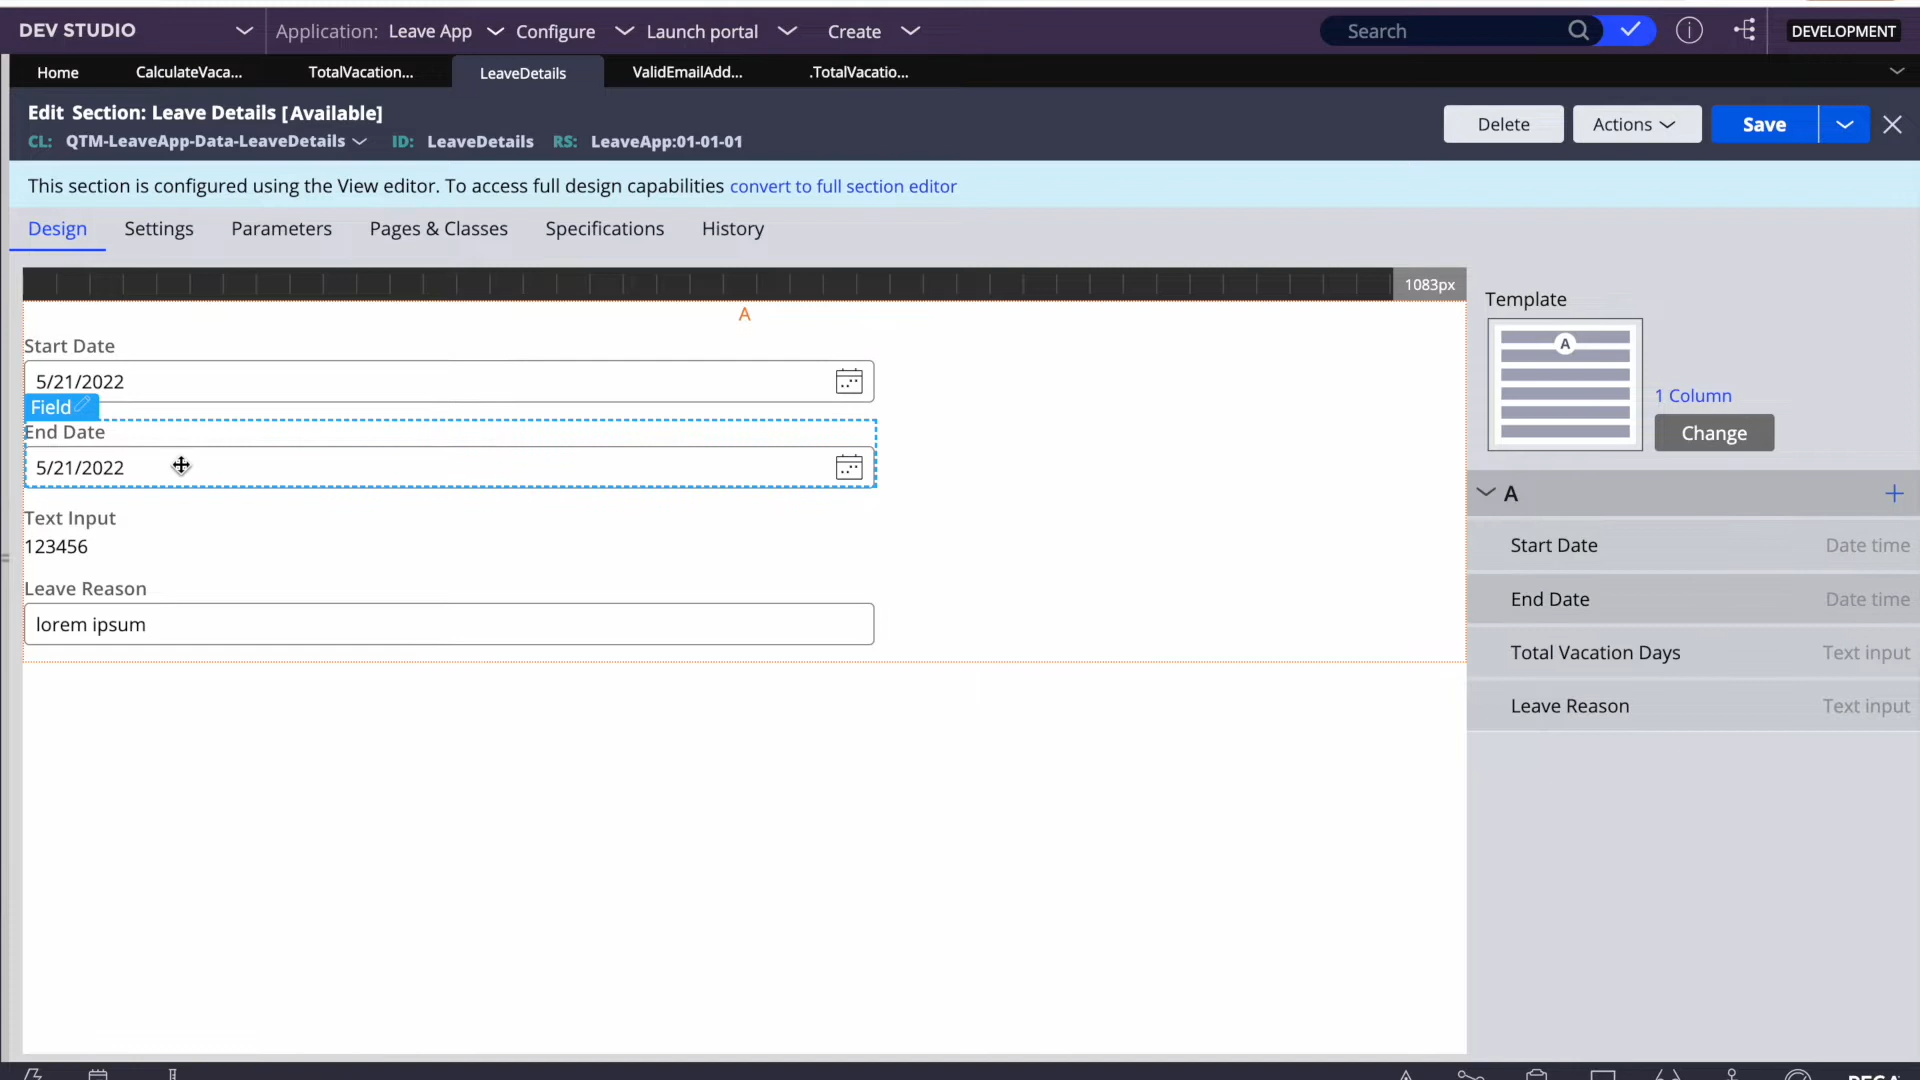 DEV STUDIO Application: Leave App Configure Launch portal Create Search DEVELOPMENT
Home CalculateVaca... TotalVacation... LeaveDetails ValidEmailAdd... .TotalVacatio...
Edit Section: Leave Details [Available] Delete Actions Save
CL: QTM-LeaveApp-Data-LeaveDetails ID: LeaveDetails RS: LeaveApp:01-01-01
This section is configured using the View editor. To access full design capabilities convert to full section editor
Design Settings Parameters Pages & Classes Specifications History
1083px
Template
A
A
Start Date
5/21/2022
1 Column
Field
Change
End Date
5/21/2022
A
Text Input
123456
Start Date Date time
Leave Reason
End Date Date time
lorem ipsum
Total Vacation Days Text input
Leave Reason Text input
PEGA